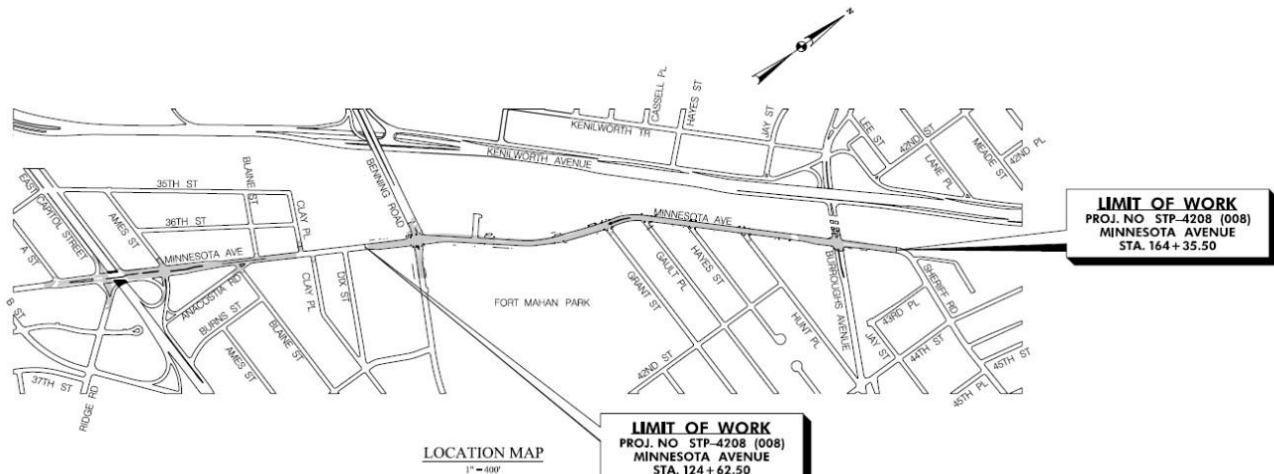 N
CASSELL PL
HAYES ST
KENILWORTH TR
JAY ST
LEE ST
42ND ST
LANE PL
MEADE ST
42ND PL
KENILWORTH AVENUE
BENNING ROAD
EAST CAPITOL STREET
A ST
AMES ST
35TH ST
36TH ST
BLAINE ST
CLAY PL
MINNESOTA AVE
MINNESOTA AVE
ANACOSTIA RD
BURNS ST
AMES ST
BLAINE ST
CLAY PL
DIX ST
B ST
37TH ST
RIDGE RD
FORT MAHAN PARK
GRANT ST
GAULT PL
HAYES ST
HUNT PL
42ND ST
BURROUGHS AVENUE
SHERIFF RD
43RD PL
JAY ST
44TH ST
45TH ST
45TH PL
LIMIT OF WORK
PROJ. NO STP-4208 (008)
MINNESOTA AVENUE
STA. 164+35.50
LIMIT OF WORK
PROJ. NO STP-4208 (008)
MINNESOTA AVENUE
STA. 124+62.50
LOCATION MAP
1" = 400'